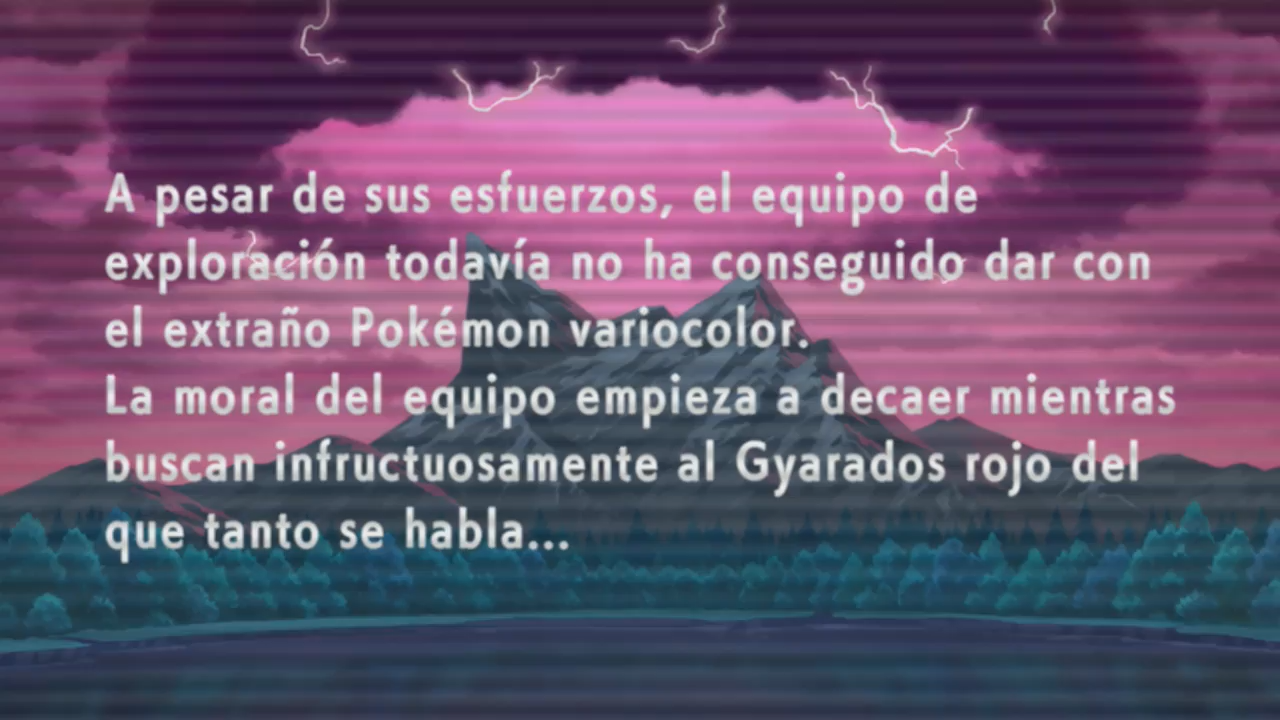 A pesar de sus esfuerzos, el equipo de
exploración todavía no ha conseguido dar con
el extraño Pokémon variocolor.
La moral del equipo empieza a decaer mientras
buscan infructuosamente al Gyarados rojo del
que tanto se habla...